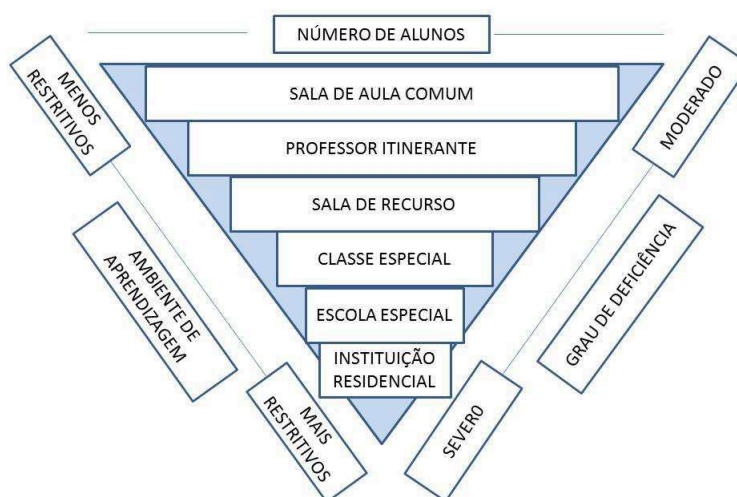 NÚMERO DE ALUNOS
MENOS
RESTRITIVOS
MODERADO
SALA DE AULA COMUM
PROFESSOR ITINERANTE
SALA DE RECURSO
CLASSE ESPECIAL
ESCOLA ESPECIAL
INSTITUIÇÃO
RESIDENCIAL
AMBIENTE DE
APRENDIZAGEM
GRAU DE DEFICIÊNCIA
MAIS
RESTRITIVOS
SEVER0